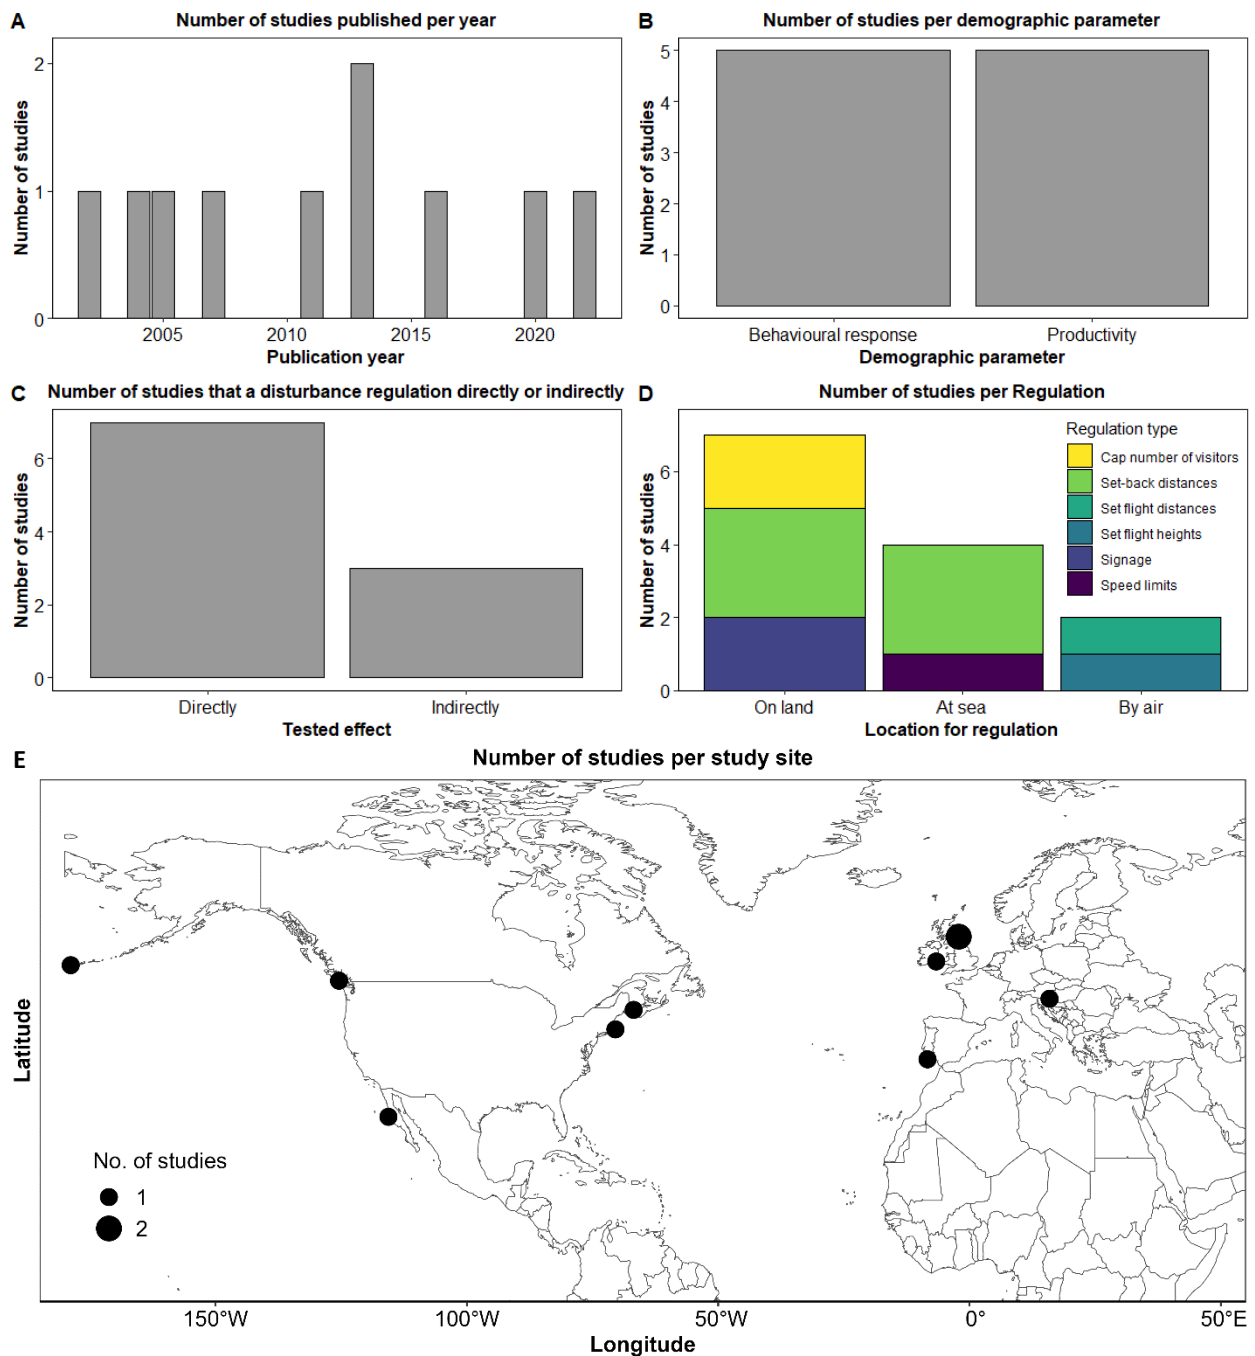 A Number of studies published per year
Number of studies
2
1
0
2005 2010 2015 2020
Publication year
B Number of studies per demographic parameter
Number of studies
5
4
3
2
1
0
Behavioural response Productivity
Demographic parameter
C Number of studies that a disturbance regulation directly or indirectly
Number of studies
6
4
2
0
Directly Indirectly
Tested effect
D Number of studies per Regulation
Number of studies
6
4
2
0
Regulation type
Cap number of visitors
Set-back distances
Set flight distances
Set flight heights
Signage
Speed limits
On land At sea By air
Location for regulation
E Number of studies per study site
Latitude
No. of studies
1
2
150°W 100°W 50°W 0° 50°E
Longitude